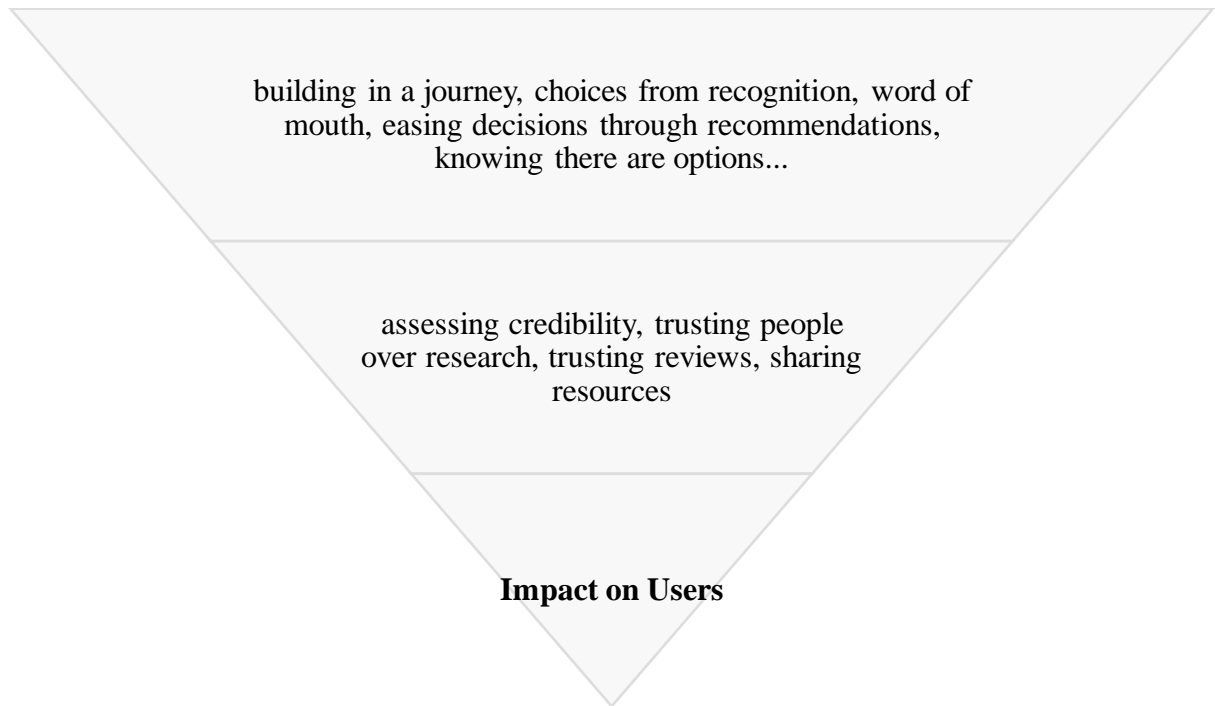 building in a journey, choices from recognition, word of
mouth, easing decisions through recommendations,
knowing there are options...
assessing credibility, trusting people
over research, trusting reviews, sharing
resources
Impact on Users